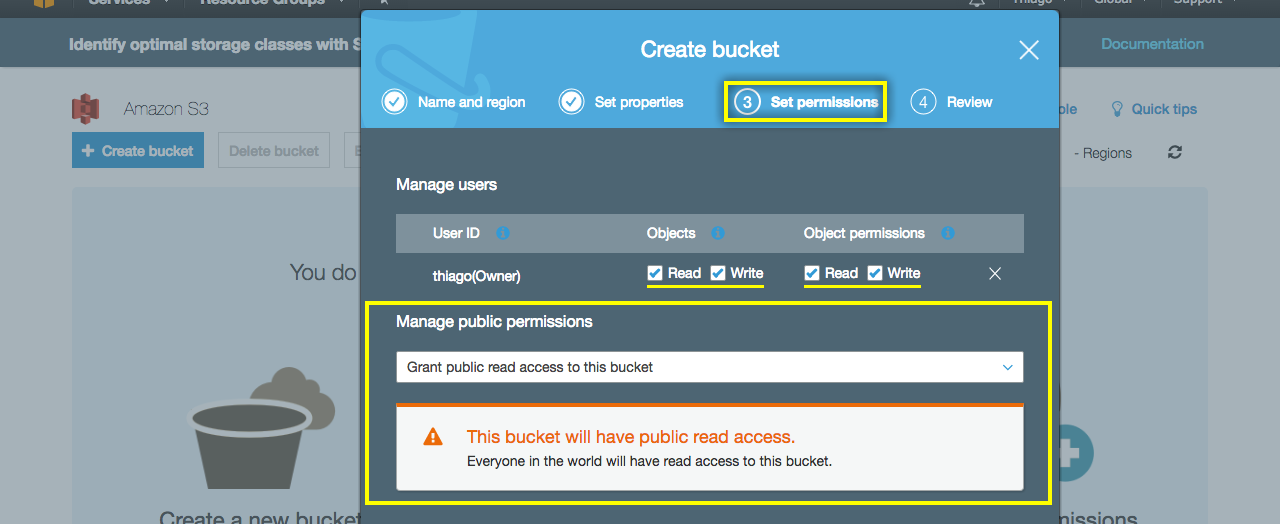 Services Resource Groups Thiago Global Support
Identify optimal storage classes with S
Documentation
Create bucket
Name and region
Set properties
3 Set permissions
4 Review
Amazon S3
Quick tips
Create bucket
Delete bucket
- Regions
Manage users
User ID Objects Object permissions
thiago(Owner) Read Write Read Write
You do
Manage public permissions
Grant public read access to this bucket
This bucket will have public read access.
Everyone in the world will have read access to this bucket.
Create a new bucket